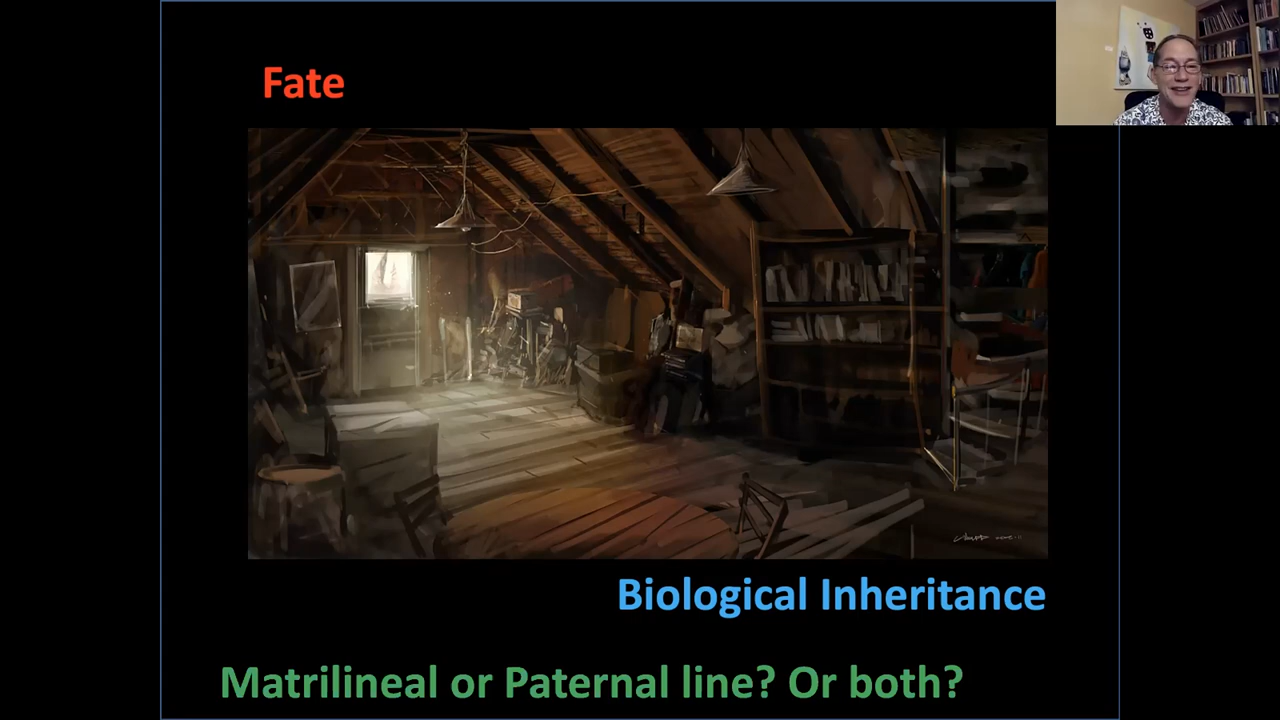 Fate
Biological Inheritance
Matrilineal or Paternal line? Or both?